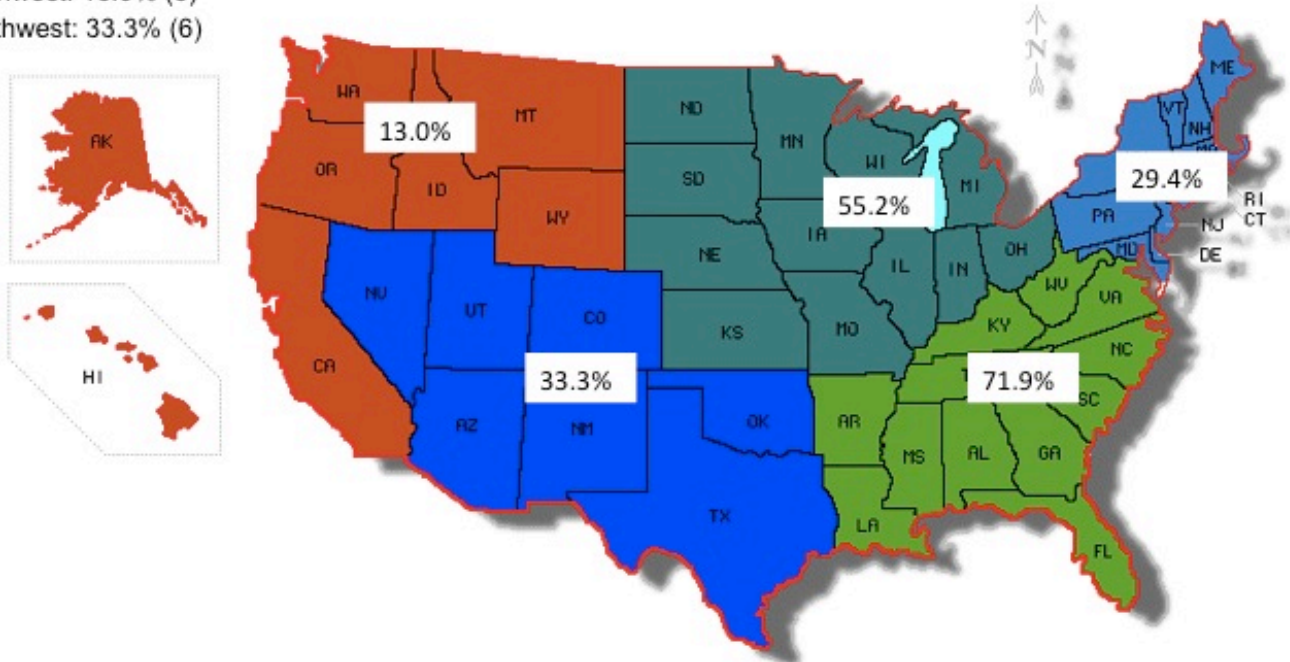 thwest: 33.3% (6)
N
AK
HI
WA
MT
ND
MN
ME
VT
NH
13.0%
OR
ID
WY
SD
WI
MI
55.2%
29.4%
RI
CT
NJ
DE
PA
MD
NE
IA
IL
IN
OH
NV
UT
CO
KS
MO
WV
VA
KY
NC
CA
33.3%
71.9%
SC
AZ
NM
OK
AR
MS
AL
GA
TX
LA
FL